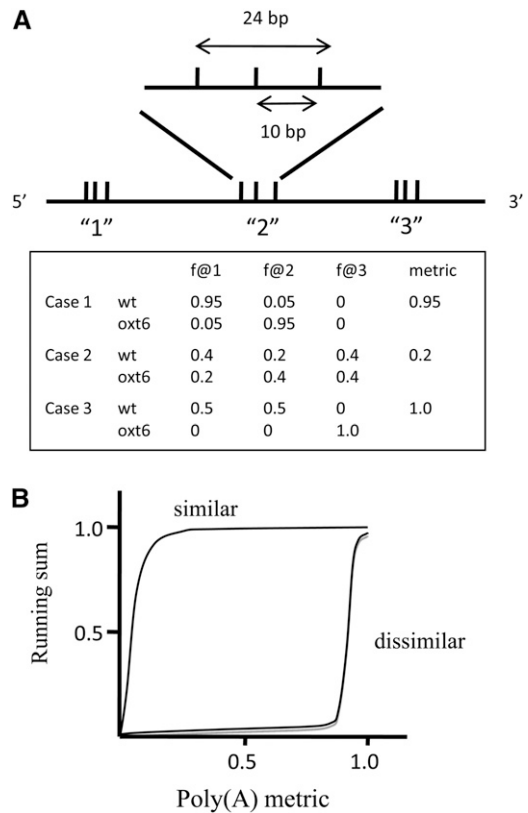 A
24 bp
10 bp
5’ 3’
“1” “2” “3”
f@1 f@2 f@3 metric
Case 1 wt 0.95 0.05 0 0.95
oxt6 0.05 0.95 0
Case 2 wt 0.4 0.2 0.4 0.2
oxt6 0.2 0.4 0.4
Case 3 wt 0.5 0.5 0 1.0
oxt6 0 0 1.0
B
similar
1.0
Running sum
0.5
dissimilar
0.5 1.0
Poly(A) metric